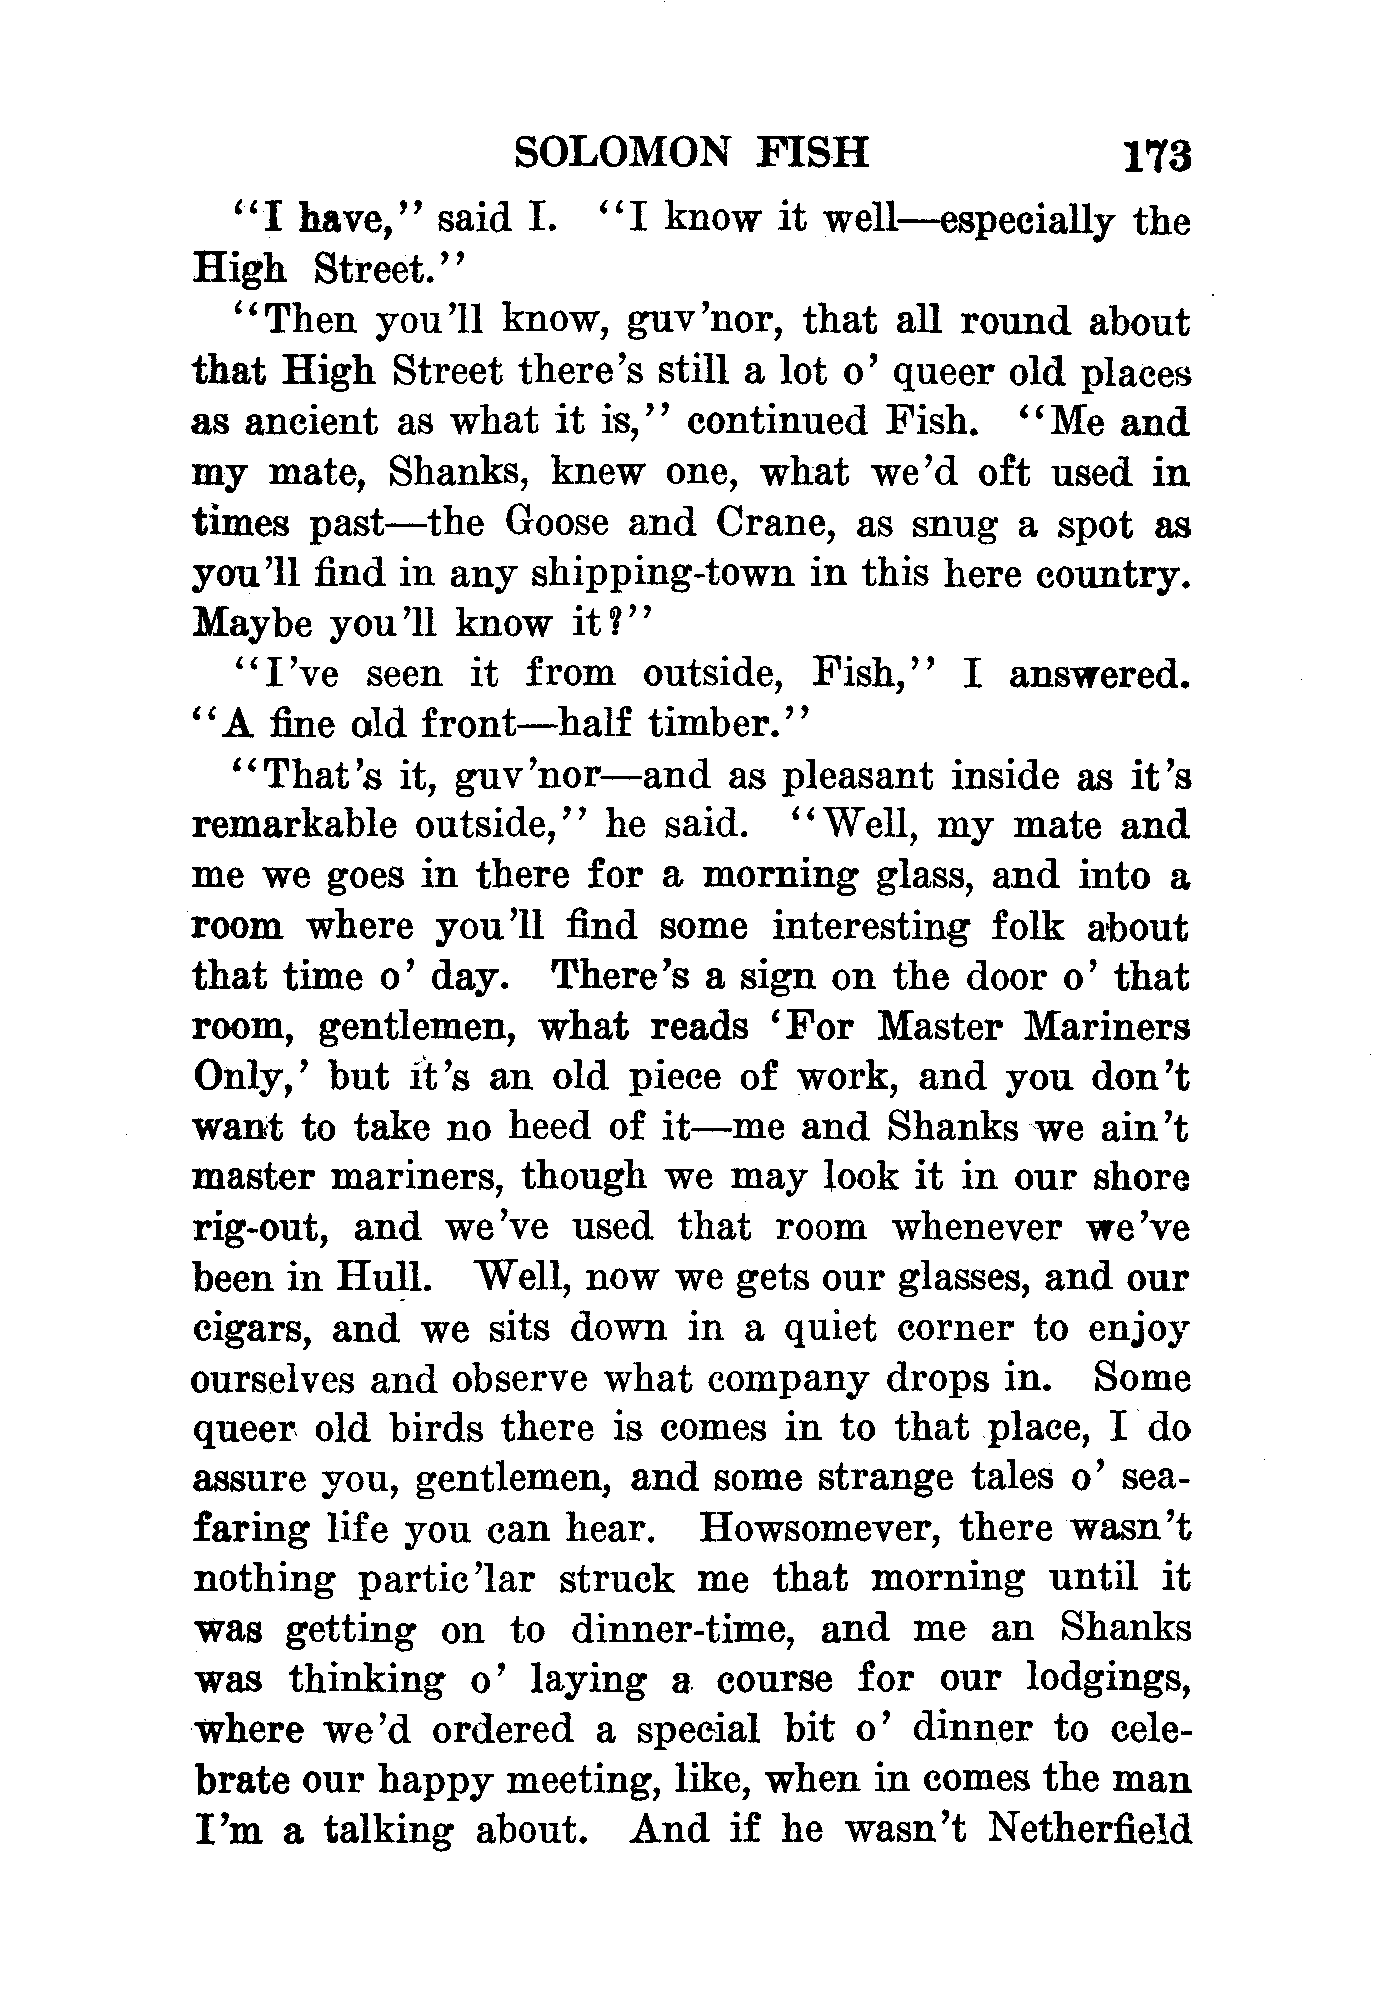 SOLOMON FISH 173
"I have," said I. "I know it well—especially the
High Street."
"Then you'll know, guv'nor, that all round about
that High Street there's still a lot o' queer old places
as ancient as what it is," continued Fish. "Me and
my mate, Shanks, knew one, what we'd oft used in
times past—the Goose and Crane, as snug a spot as
you'll find in any shipping-town in this here country.
Maybe you'll know it?"
"I've seen it from outside, Fish," I answered.
"A fine old front—half timber."
"That's it, guv'nor—and as pleasant inside as it's
remarkable outside," he said. "Well, my mate and
me we goes in there for a morning glass, and into a
room where you'll find some interesting folk about
that time o' day. There's a sign on the door o' that
room, gentlemen, what reads 'For Master Mariners
Only,' but it's an old piece of work, and you don't
want to take no heed of it—me and Shanks we ain't
master mariners, though we may look it in our shore
rig-out, and we've used that room whenever we've
been in Hull. Well, now we gets our glasses, and our
cigars, and we sits down in a quiet corner to enjoy
ourselves and observe what company drops in. Some
queer old birds there is comes in to that place, I do
assure you, gentlemen, and some strange tales o' sea-
faring life you can hear. Howsomever, there wasn't
nothing partic'lar struck me that morning until it
was getting on to dinner-time, and me an Shanks
was thinking o' laying a course for our lodgings,
where we'd ordered a special bit o' dinner to cele-
brate our happy meeting, like, when in comes the man
I'm a talking about. And if he wasn't Netherfield